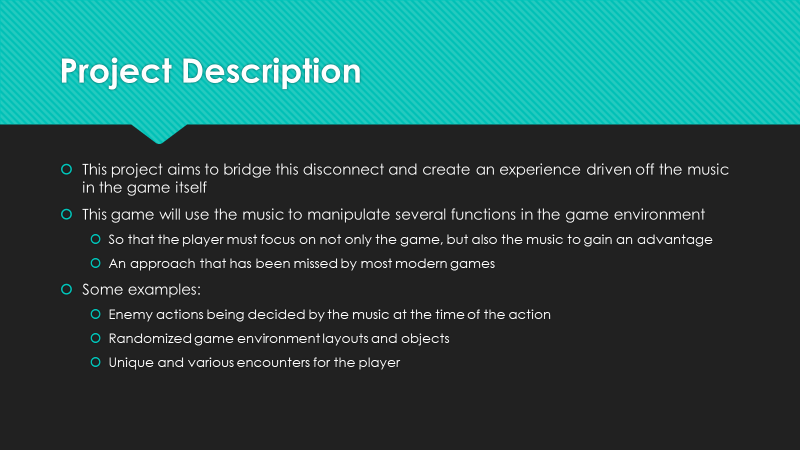 Project Description
This project aims to bridge this disconnect and create an experience driven off the music
in the game itself
This game will use the music to manipulate several functions in the game environment
So that the player must focus on not only the game, but also the music to gain an advantage
An approach that has been missed by most modern games
Some examples:
Enemy actions being decided by the music at the time of the action
Randomized game environment layouts and objects
Unique and various encounters for the player